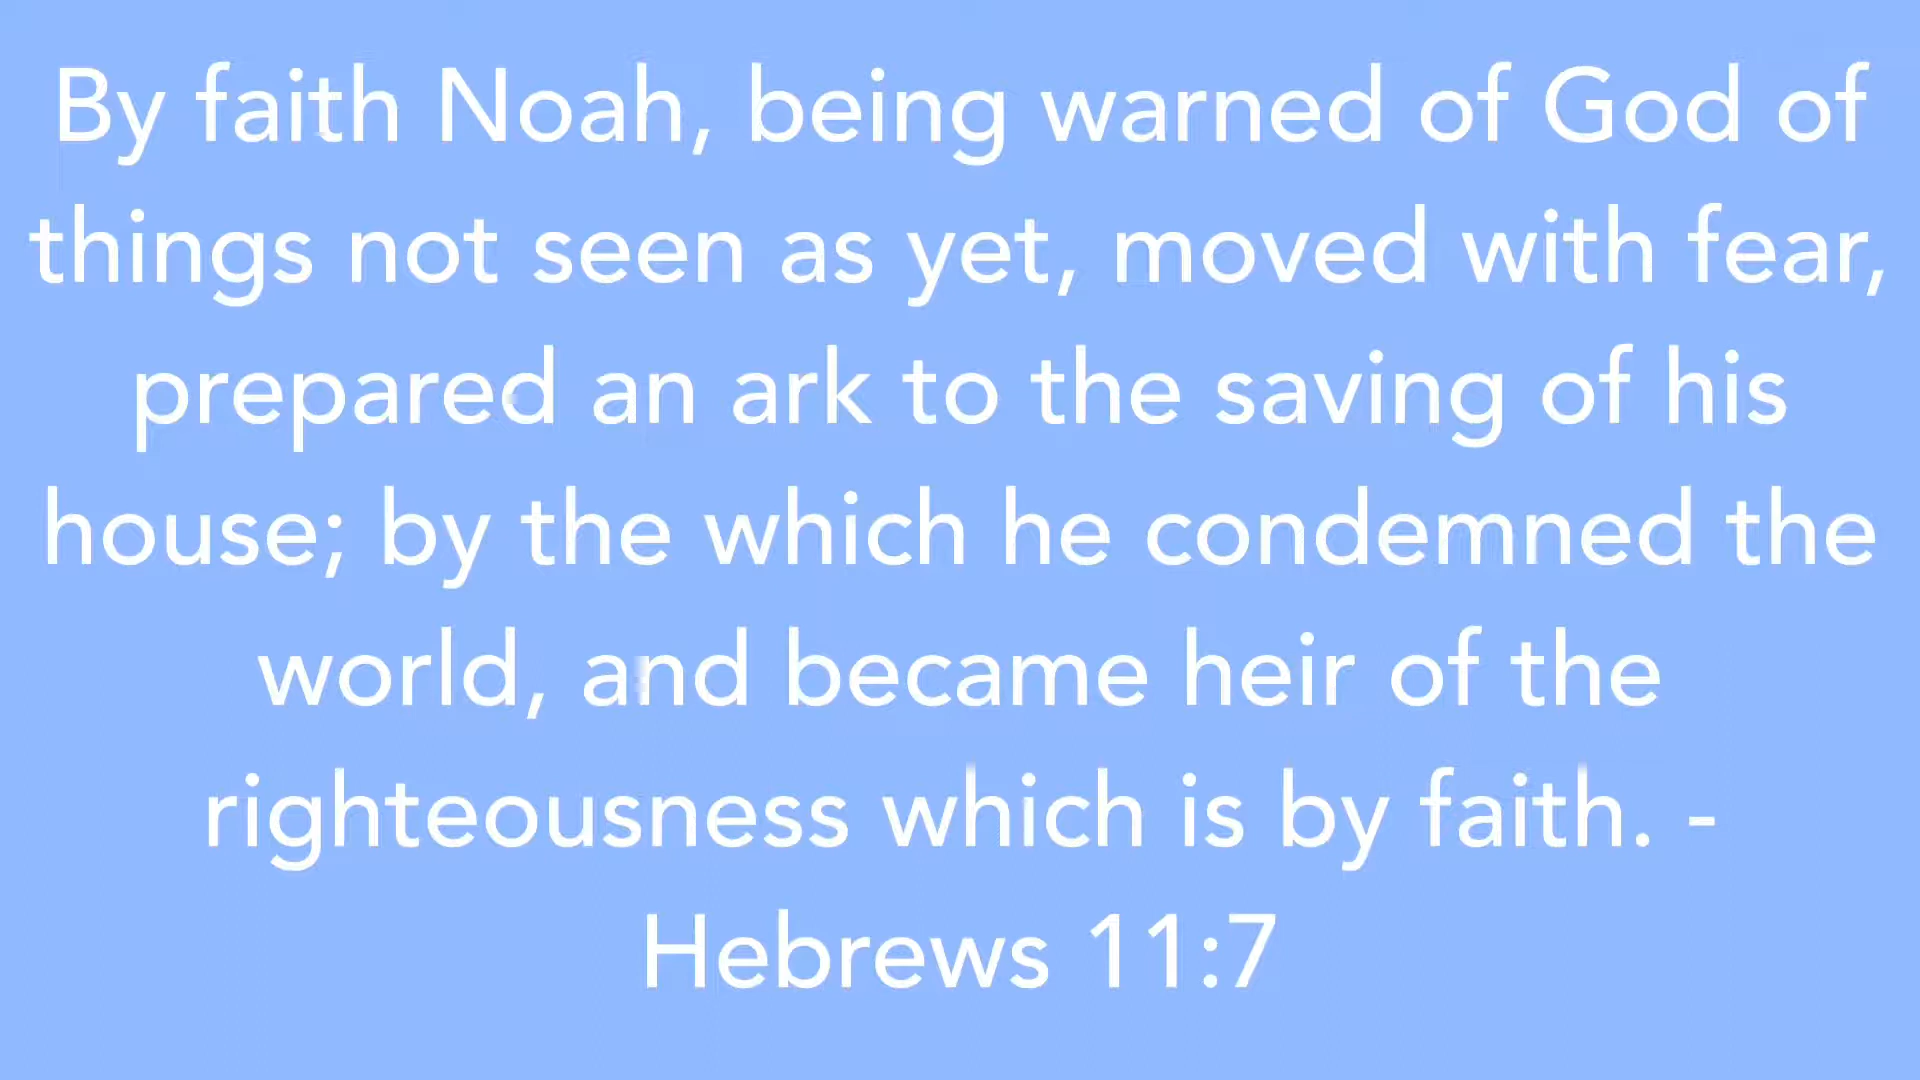 By faith Noah, being warned of God of
things not seen as yet, moved with fear,
prepared an ark to the saving of his
house; by the which he condemned the
world, and became heir of the
righteousness which is by faith. -
Hebrews 11:7